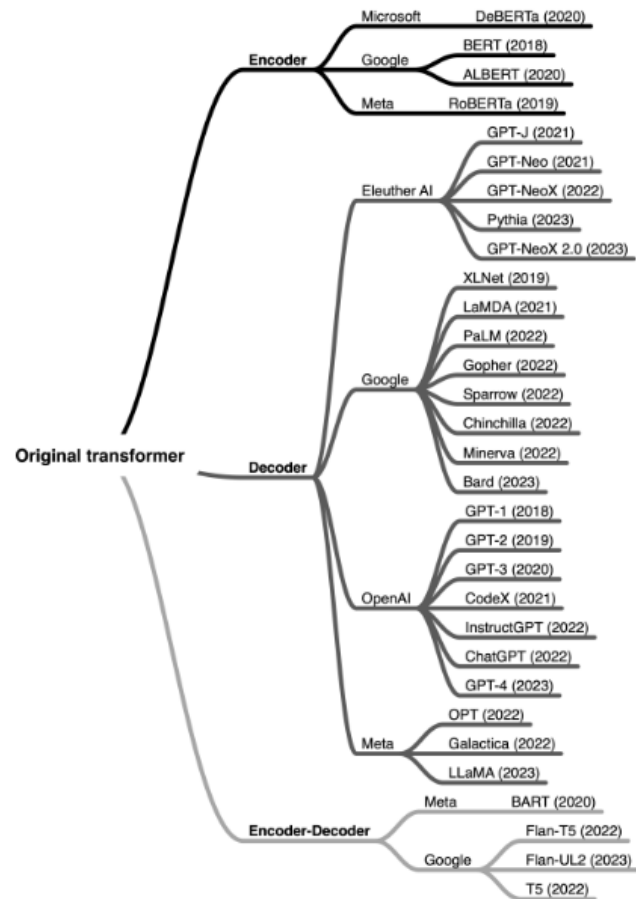 Microsoft DeBERTa (2020)
Encoder Google BERT (2018)
ALBERT (2020)
Meta RoBERTa (2019)
Eleuther AI GPT-J (2021)
GPT-Neo (2021)
GPT-NeoX (2022)
Pythia (2023)
GPT-NeoX 2.0 (2023)
Original transformer
Decoder
Google XLNet (2019)
LaMDA (2021)
PaLM (2022)
Gopher (2022)
Sparrow (2022)
Chinchilla (2022)
Minerva (2022)
Bard (2023)
OpenAI GPT-1 (2018)
GPT-2 (2019)
GPT-3 (2020)
CodeX (2021)
InstructGPT (2022)
ChatGPT (2022)
GPT-4 (2023)
Meta OPT (2022)
Galactica (2022)
LLaMA (2023)
Encoder-Decoder
Meta BART (2020)
Google Flan-T5 (2022)
Flan-UL2 (2023)
T5 (2022)